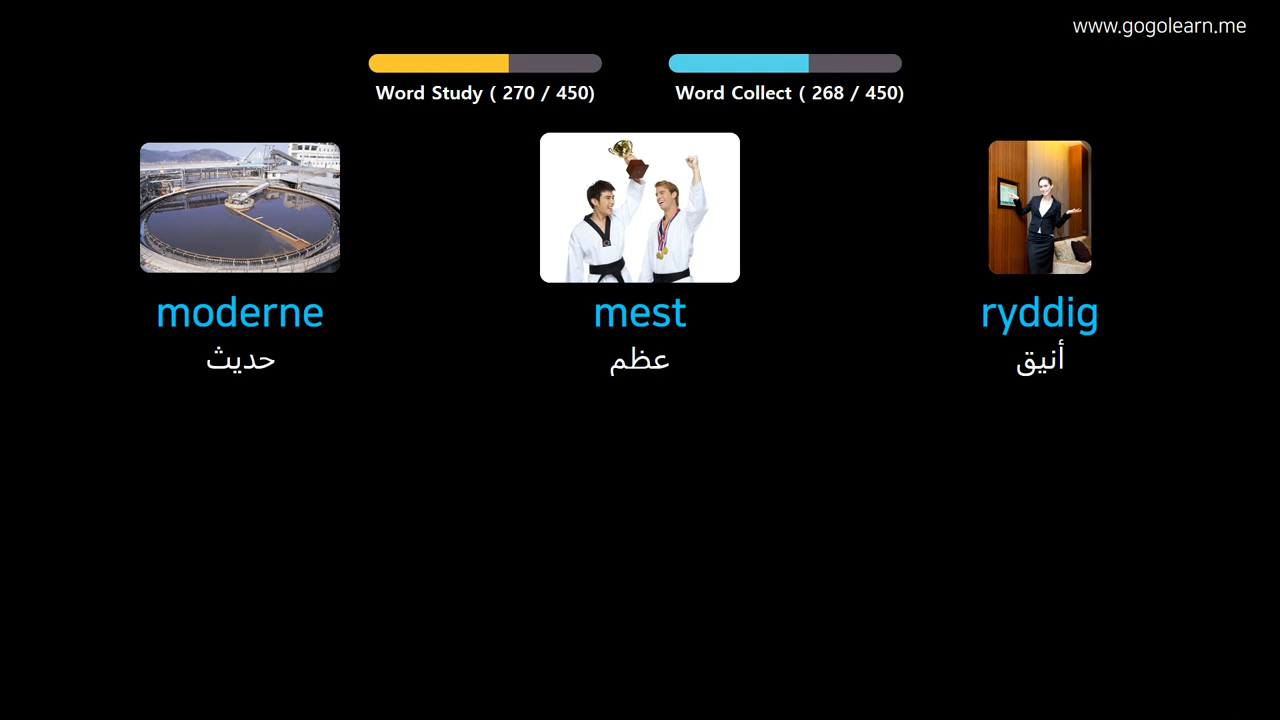 www.gogolearn.me
Word Study ( 270 / 450)
Word Collect ( 268 / 450)
moderne
mest
ryddig
حديث
عظم
أنيق